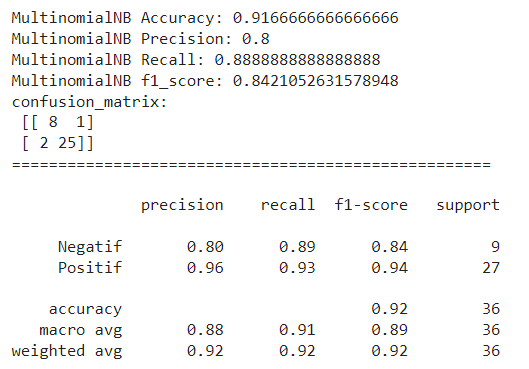 MultinomialNB Accuracy: 0.9166666666666666
MultinomialNB Precision: 0.8
MultinomialNB Recall: 0.8888888888888888
MultinomialNB f1_score: 0.8421052631578948
confusion_matrix:
 [[ 8  1]
 [ 2 25]]
======================================================
              precision    recall  f1-score   support

     Negatif       0.80      0.89      0.84         9
     Positif       0.96      0.93      0.94        27

    accuracy                           0.92        36
   macro avg       0.88      0.91      0.89        36
weighted avg       0.92      0.92      0.92        36